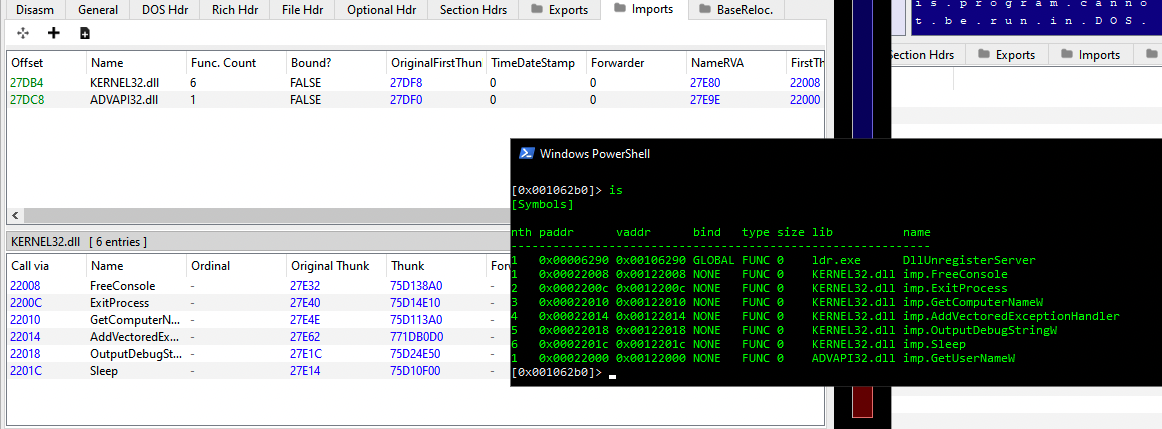 Disasm General DOS Hdr Rich Hdr File Hdr Optional Hdr Section Hdrs Exports Imports BaseReloc.
Offset Name Func. Count Bound? OriginalFirstThun TimeDateStamp Forwarder NameRVA FirstTh
27DB4 KERNEL32.dll 6 FALSE 27DF8 0 0 27E80 22008
27DC8 ADVAPI32.dll 1 FALSE 27DF0 0 0 27E9E 22000
KERNEL32.dll [ 6 entries ]
Call via Name Ordinal Original Thunk Thunk For
22008 FreeConsole - 27E32 75D138A0 -
2200C ExitProcess - 27E40 75D14E10 -
22010 GetComputerN... - 27E4E 75D113A0 -
22014 AddVectoredEx... - 27E62 771DB0D0 -
22018 OutputDebugSt... - 27E1C 75D24E50 -
2201C Sleep - 27E14 75D10F00 -
is.program.canno
t.be.run.in.DOS.
Section Hdrs Exports Imports
Windows PowerShell
[0x001062b0]> is
[Symbols]
nth paddr vaddr bind type size lib name
--------------------------------------------------------------
1 0x00006290 0x00106290 GLOBAL FUNC 0 ldr.exe DllUnregisterServer
1 0x00022008 0x00122008 NONE FUNC 0 KERNEL32.dll imp.FreeConsole
2 0x0002200c 0x0012200c NONE FUNC 0 KERNEL32.dll imp.ExitProcess
3 0x00022010 0x00122010 NONE FUNC 0 KERNEL32.dll imp.GetComputerNameW
4 0x00022014 0x00122014 NONE FUNC 0 KERNEL32.dll imp.AddVectoredExceptionHandler
5 0x00022018 0x00122018 NONE FUNC 0 KERNEL32.dll imp.OutputDebugStringW
6 0x0002201c 0x0012201c NONE FUNC 0 KERNEL32.dll imp.Sleep
1 0x00022000 0x00122000 NONE FUNC 0 ADVAPI32.dll imp.GetUserNameW
[0x001062b0]>